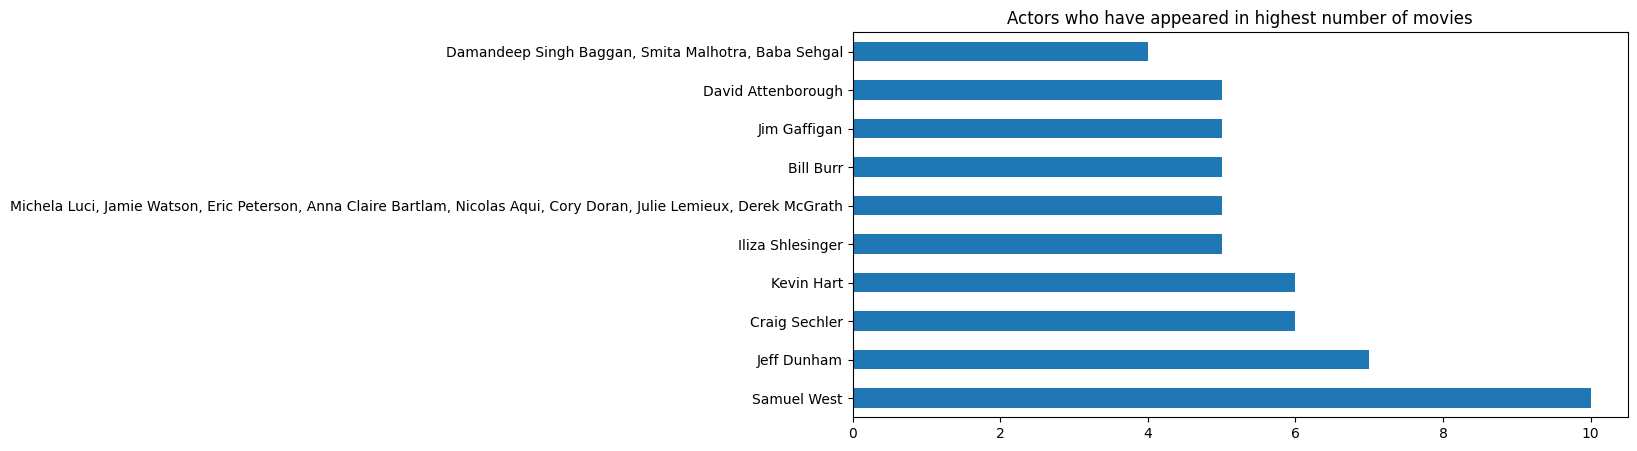 Actors who have appeared in highest number of movies
Damandeep Singh Baggan, Smita Malhotra, Baba Sehgal
David Attenborough
Jim Gaffigan
Bill Burr
Michela Luci, Jamie Watson, Eric Peterson, Anna Claire Bartlam, Nicolas Aqui, Cory Doran, Julie Lemieux, Derek McGrath
Iliza Shlesinger
Kevin Hart
Craig Sechler
Jeff Dunham
Samuel West
0 2 4 6 8 10